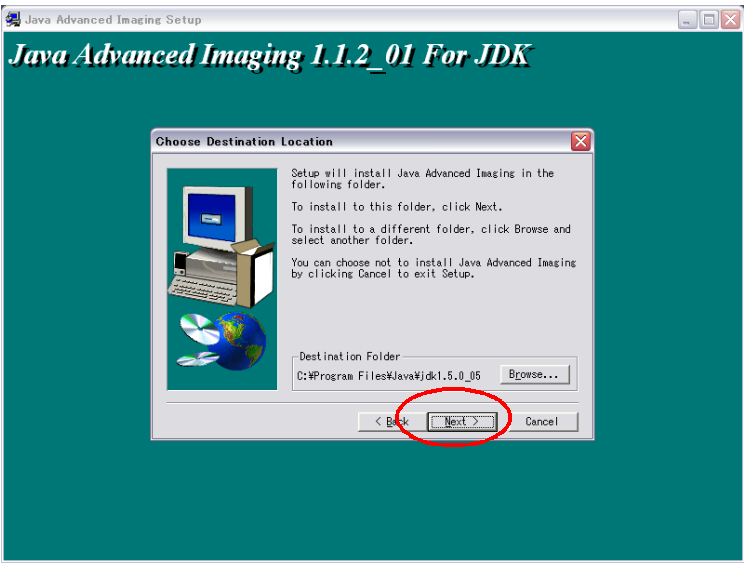 Java Advanced Imaging Setup
Java Advanced Imaging 1.1.2_01 For JDK
Choose Destination Location
Setup will install Java Advanced Imaging in the
following folder.
To install to this folder, click Next.
To install to a different folder, click Browse and
select another folder.
You can choose not to install Java Advanced Imaging
by clicking Cancel to exit Setup.
Destination Folder
C:¥Program Files¥Java¥jdk1.5.0_05 Browse...
< Back Next > Cancel